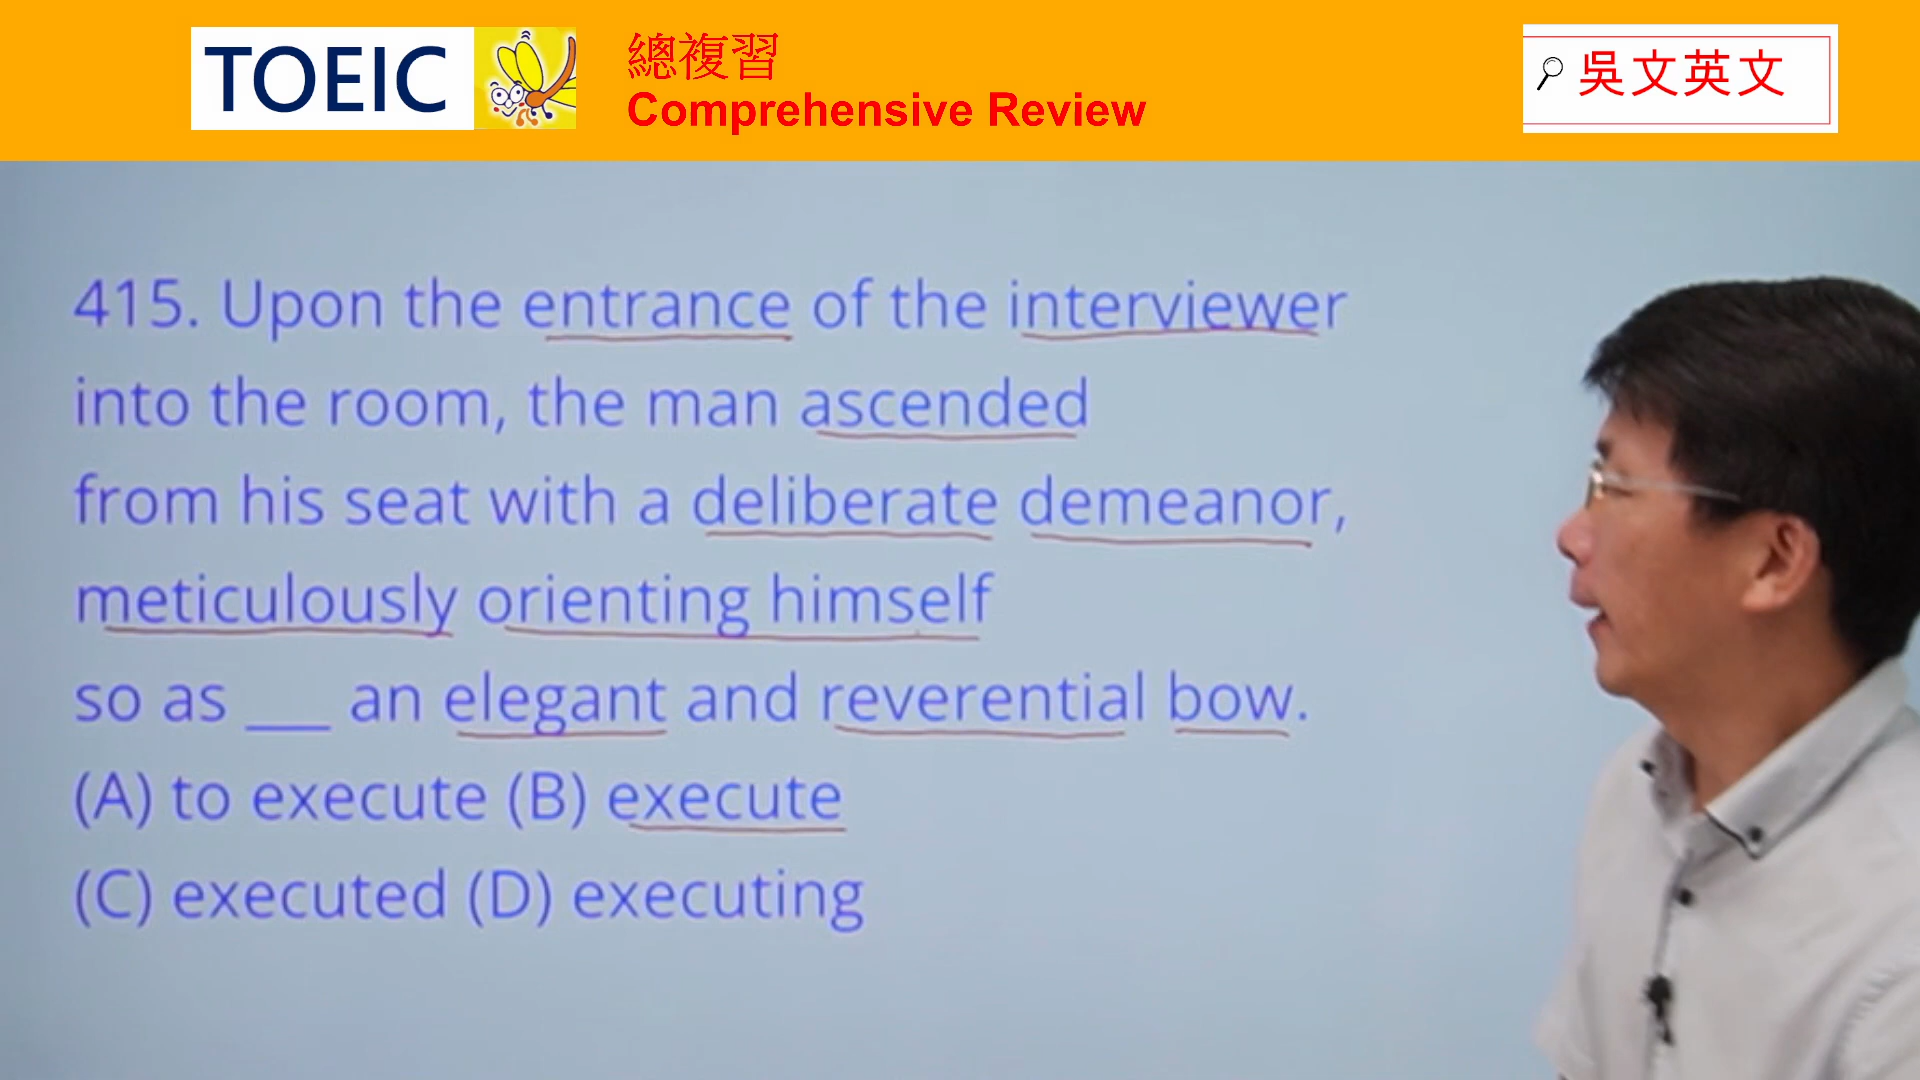 TOEIC
總複習
Comprehensive Review
吳文英文
415. Upon the entrance of the interviewer
into the room, the man ascended
from his seat with a deliberate demeanor,
meticulously orienting himself
so as ___ an elegant and reverential bow.
(A) to execute (B) execute
(C) executed (D) executing